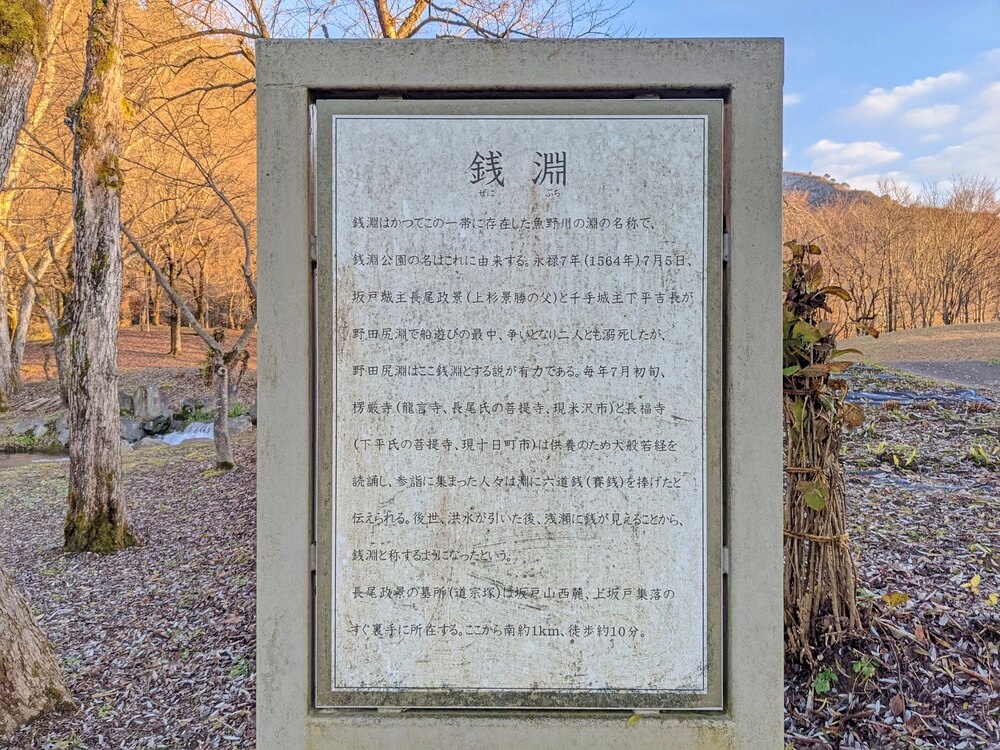 銭淵
ぜに ぶち
銭淵はかつてこの一帯に存在した魚野川の淵の名称で、
銭淵公園の名はこれに由来する。永禄7年(1564年)7月5日、
坂戸城主長尾政景(上杉景勝の父)と千手城主下平吉長が
野田尻淵で船遊びの最中、争いとなり二人とも溺死したが、
野田尻淵はここ銭淵とする説が有力である。毎年7月初旬、
楞厳寺(龍言寺、長尾氏の菩提寺、現米沢市)と長福寺
(下平氏の菩提寺、現十日町市)は供養のため大般若経を
読誦し、参詣に集まった人々は淵に六道銭(賽銭)を捧げたと
伝えられる。後世、洪水が引いた後、浅瀬に銭が見えることから、
銭淵と称するようになったという。
長尾政景の墓所(道宗塚)は坂戸山西麓、上坂戸集落の
すぐ裏手に所在する。ここから南約1km、徒歩約10分。